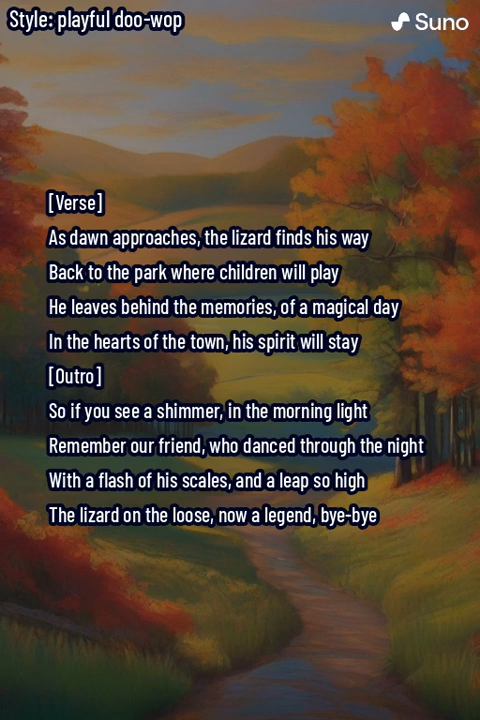 Style: playful doo-wop
Suno
[Verse]
As dawn approaches, the lizard finds his way
Back to the park where children will play
He leaves behind the memories, of a magical day
In the hearts of the town, his spirit will stay
[Outro]
So if you see a shimmer, in the morning light
Remember our friend, who danced through the night
With a flash of his scales, and a leap so high
The lizard on the loose, now a legend, bye-bye